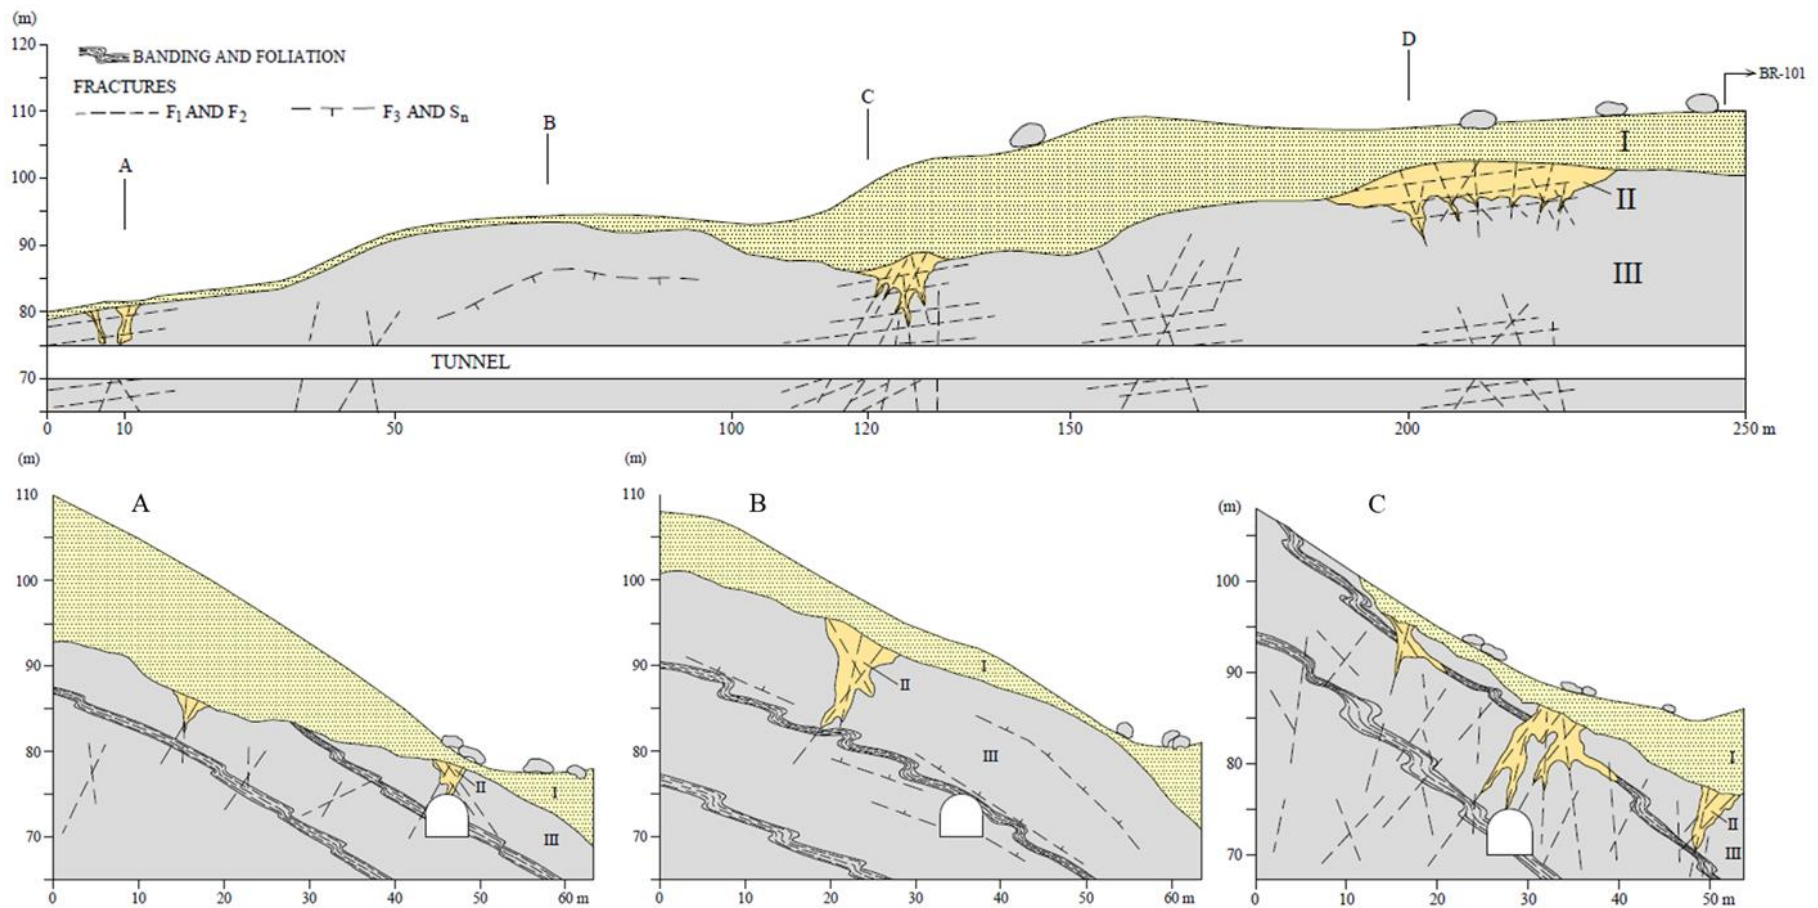 (m)
120
110
100
90
80
70
BANDING AND FOLIATION
FRACTURES
F1 AND F2
F3 AND Sn
A
B
C
D
BR-101
I
II
III
TUNNEL
0 10 50 100 120 150 200 250 m
(m)
110
100
90
80
70
A
II
I
III
0 10 20 30 40 50 60 m
(m)
110
100
90
80
70
B
I
II
III
0 10 20 30 40 50 60 m
(m)
100
90
80
70
C
I
II
III
0 10 20 30 40 50 m